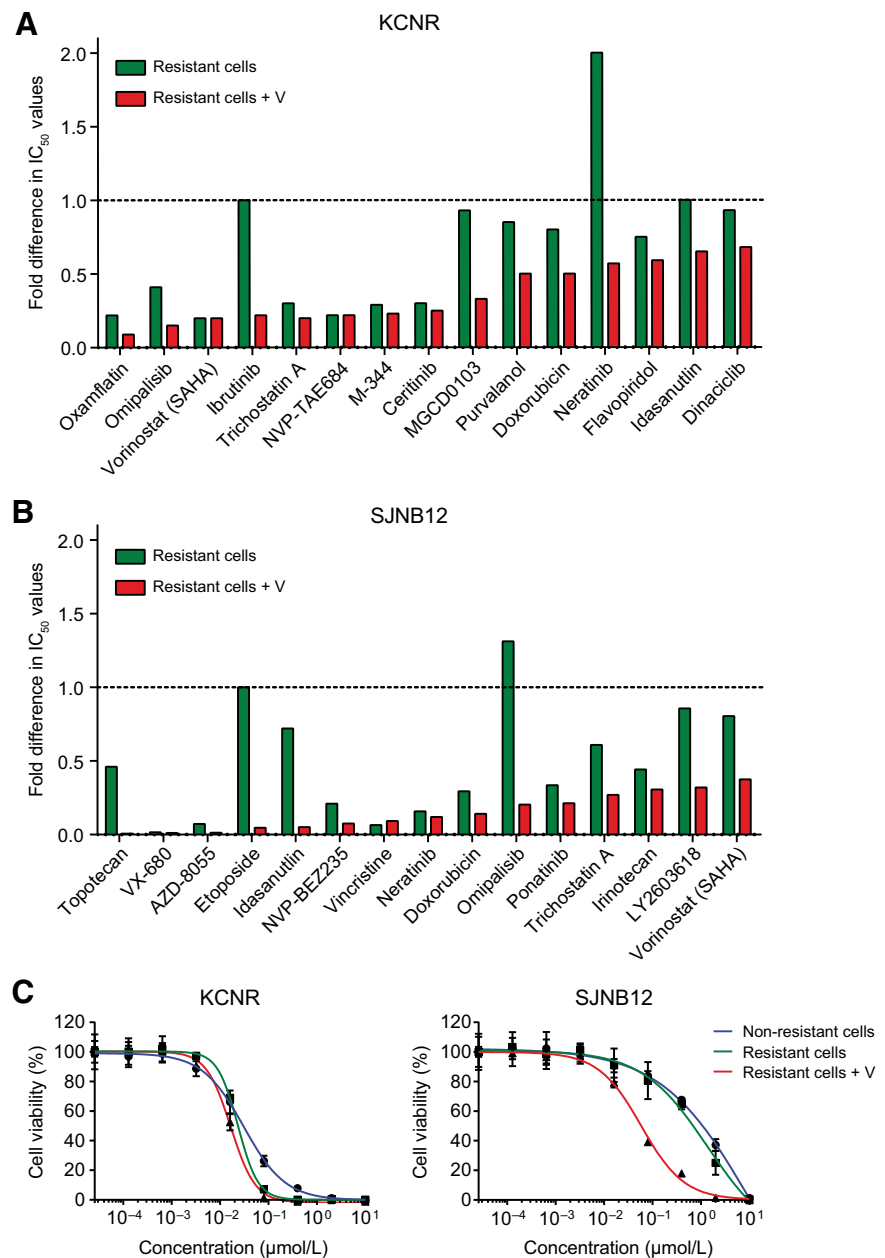 A
KCNR
Fold difference in IC50 values
2.0
1.5
1.0
0.5
0.0
Resistant cells
Resistant cells + V
Oxamflatin
Omipalisib
Vorinostat (SAHA)
Ibrutinib
Trichostatin A
NVP-TAE684
M-344
Ceritinib
MGCD0103
Purvalanol
Doxorubicin
Neratinib
Flavopiridol
Idasanutlin
Dinaciclib
B
SJNB12
Fold difference in IC50 values
2.0
1.5
1.0
0.5
0.0
Resistant cells
Resistant cells + V
Topotecan
VX-680
AZD-8055
Etoposide
Idasanutlin
NVP-BEZ235
Vincristine
Neratinib
Doxorubicin
Omipalisib
Ponatinib
Trichostatin A
Irinotecan
LY2603618
Vorinostat (SAHA)
C
KCNR
Cell viability (%)
120
100
80
60
40
20
0
10−4 10−3 10−2 10−1 100 101
Concentration (µmol/L)
SJNB12
Cell viability (%)
120
100
80
60
40
20
0
10−4 10−3 10−2 10−1 100 101
Concentration (µmol/L)
Non-resistant cells
Resistant cells
Resistant cells + V